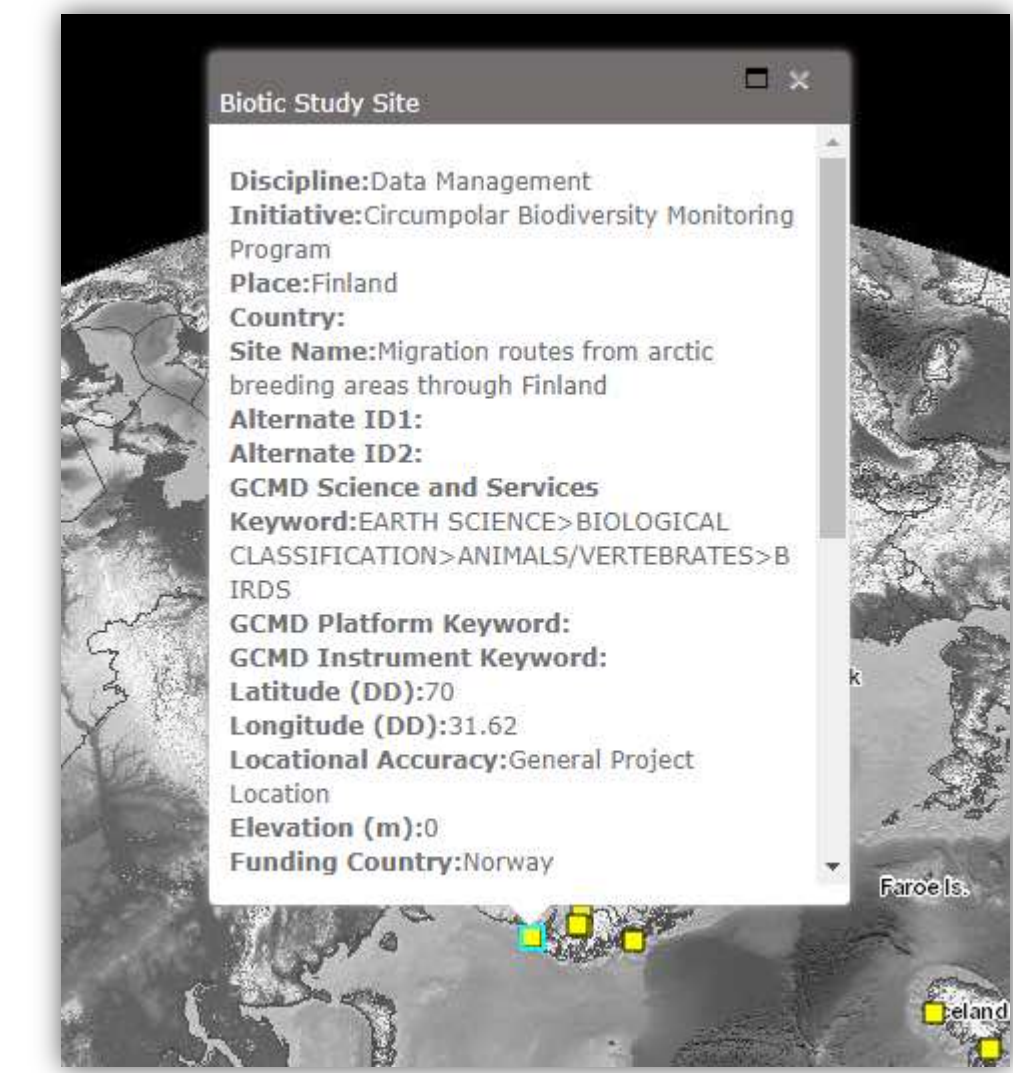 Biotic Study Site
Discipline:Data Management
Initiative:Circumpolar Biodiversity Monitoring
Program
Place:Finland
Country:
Site Name:Migration routes from arctic
breeding areas through Finland
Alternate ID1:
Alternate ID2:
GCMD Science and Services
Keyword:EARTH SCIENCE>BIOLOGICAL
CLASSIFICATION>ANIMALS/VERTEBRATES>B
IRDS
GCMD Platform Keyword:
GCMD Instrument Keyword:
Latitude (DD):70
k
Longitude (DD):31.62
Locational Accuracy:General Project
Location
Elevation (m):0
Funding Country:Norway
Faroe Is.
eland